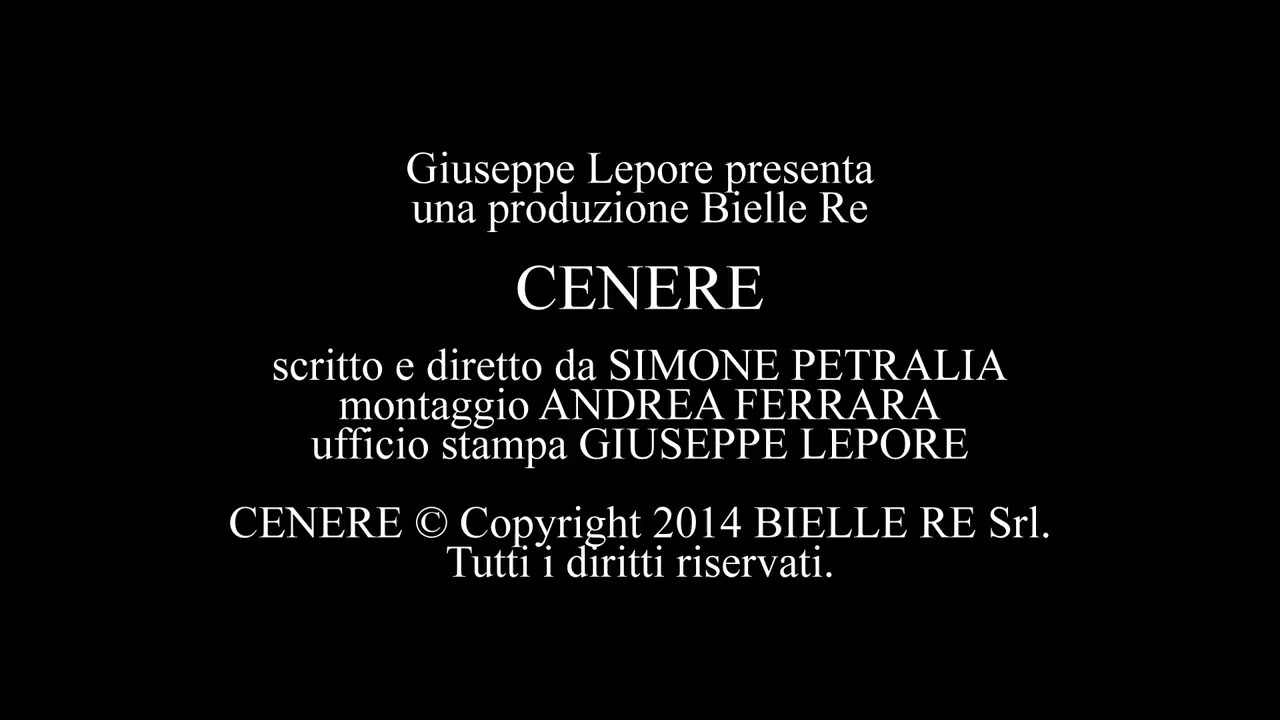 Giuseppe Lepore presenta
una produzione Bielle Re
CENERE
scritto e diretto da SIMONE PETRALIA
montaggio ANDREA FERRARA
ufficio stampa GIUSEPPE LEPORE
CENERE © Copyright 2014 BIELLE RE Srl.
Tutti i diritti riservati.